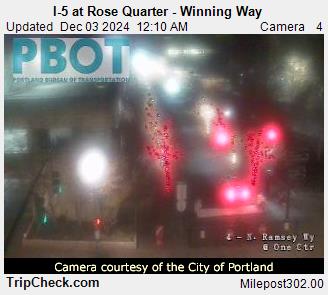 I-5 at Rose Quarter - Winning Way
Updated Dec 03 2024 12:10 AM Camera 4
PBOT
PORTLAND BUREAU OF TRANSPORTATION
4 - N. Ramsey Wy
@ One Ctr
Camera courtesy of the City of Portland
TripCheck.com Milepost302.00